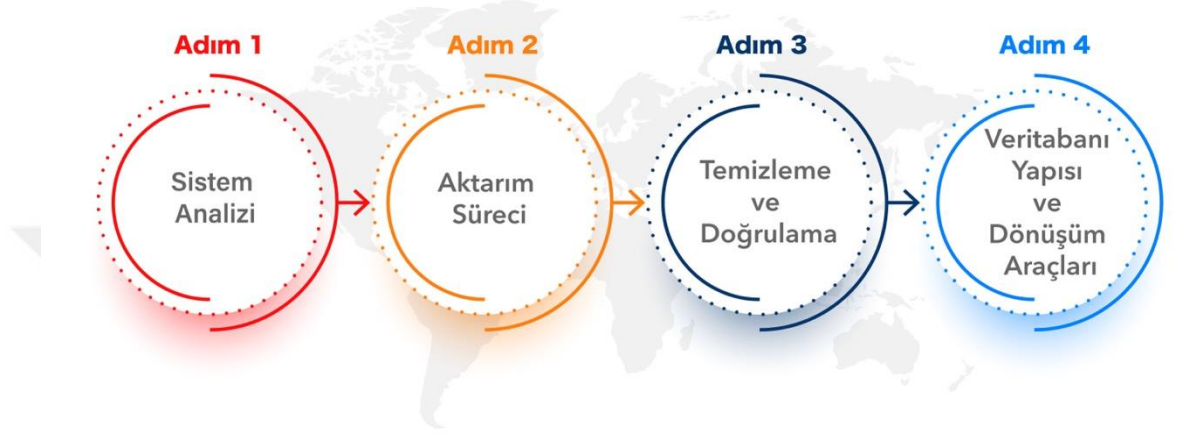 Adım 1
Adım 2
Adım 3
Adım 4
Sistem
Analizi
Aktarım
Süreci
Temizleme
ve
Doğrulama
Veritabanı
Yapısı
ve
Dönüşüm
Araçları